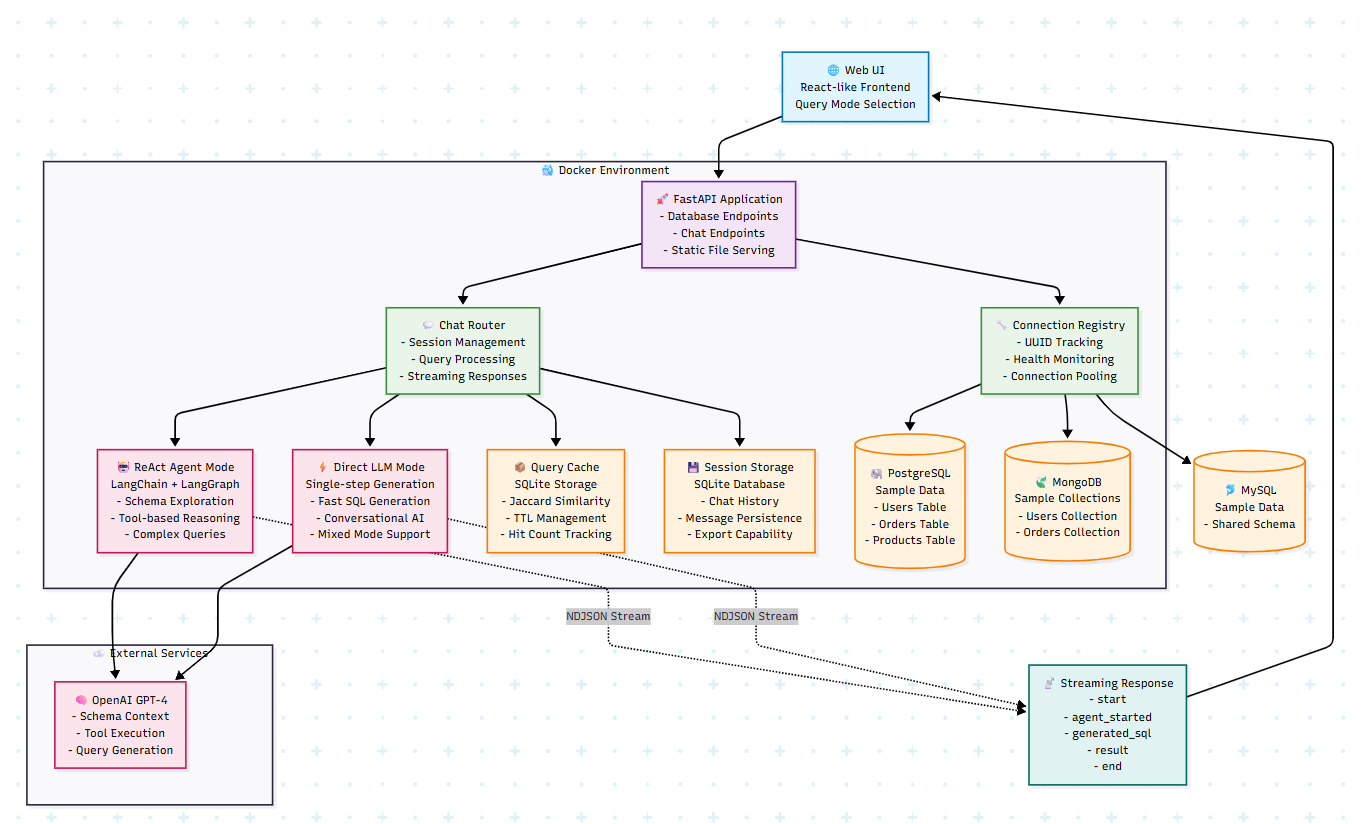 Web UI
React-like Frontend
Query Mode Selection
Docker Environment
FastAPI Application
- Database Endpoints
- Chat Endpoints
- Static File Serving
Chat Router
- Session Management
- Query Processing
- Streaming Responses
Connection Registry
- UUID Tracking
- Health Monitoring
- Connection Pooling
ReAct Agent Mode
LangChain + LangGraph
- Schema Exploration
- Tool-based Reasoning
- Complex Queries
Direct LLM Mode
Single-step Generation
- Fast SQL Generation
- Conversational AI
- Mixed Mode Support
Query Cache
SQLite Storage
- Jaccard Similarity
- TTL Management
- Hit Count Tracking
Session Storage
SQLite Database
- Chat History
- Message Persistence
- Export Capability
PostgreSQL
Sample Data
- Users Table
- Orders Table
- Products Table
MongoDB
Sample Collections
- Users Collection
- Orders Collection
MySQL
Sample Data
- Shared Schema
NDJSON Stream
NDJSON Stream
External Services
OpenAI GPT-4
- Schema Context
- Tool Execution
- Query Generation
Streaming Response
- start
- agent_started
- generated_sql
- result
- end